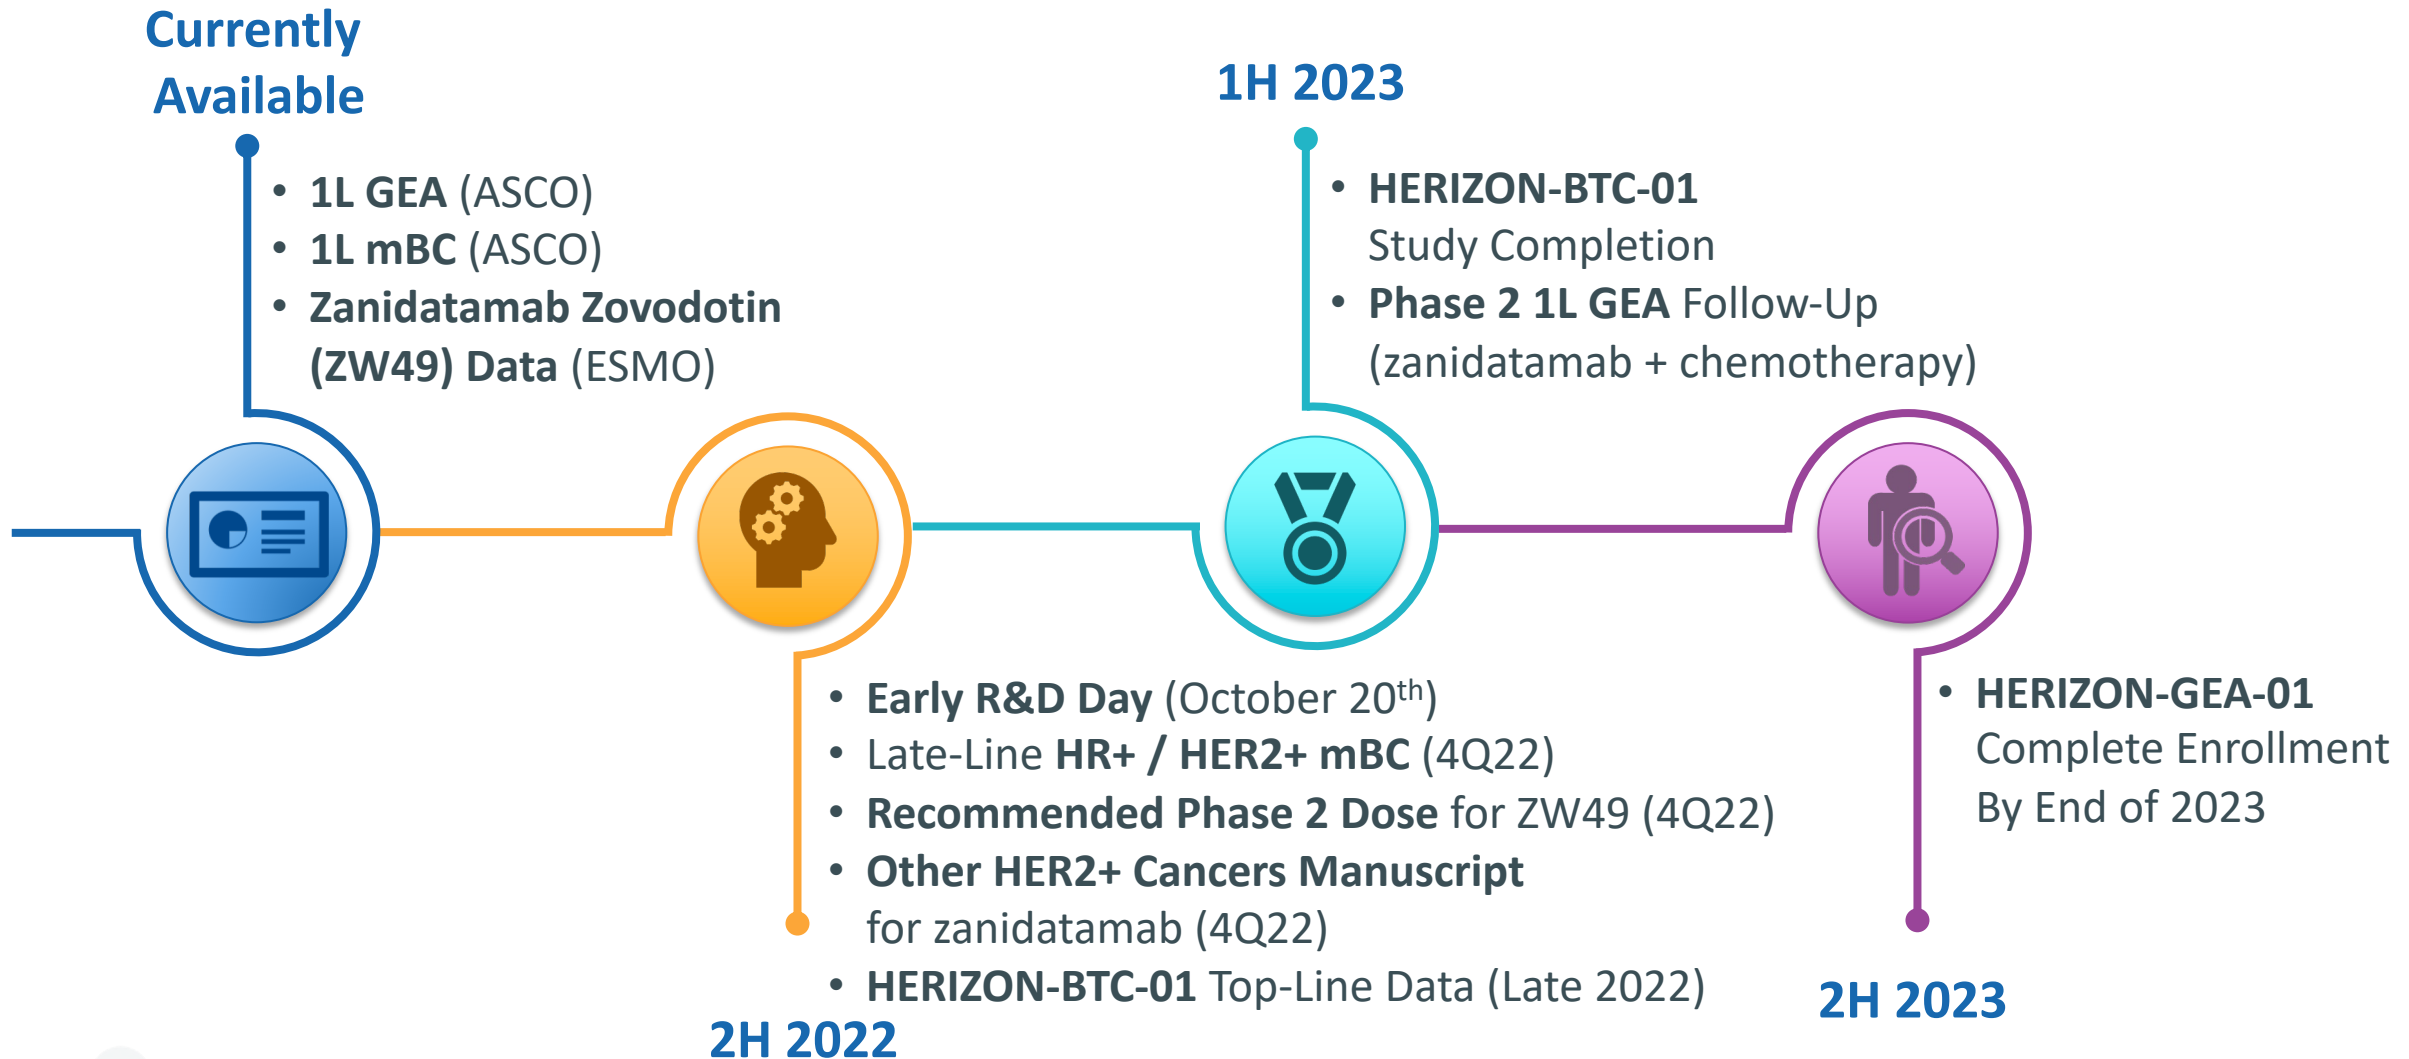 Currently
Available
• 1L GEA (ASCO)
• 1L mBC (ASCO)
• Zanidatamab Zovodotin
(ZW49) Data (ESMO)
2H 2022
• Early R&D Day (October 20th)
• Late-Line HR+ / HER2+ mBC (4Q22)
• Recommended Phase 2 Dose for ZW49 (4Q22)
• Other HER2+ Cancers Manuscript
for zanidatamab (4Q22)
• HERIZON-BTC-01 Top-Line Data (Late 2022)
1H 2023
• HERIZON-BTC-01
Study Completion
• Phase 2 1L GEA Follow-Up
(zanidatamab + chemotherapy)
2H 2023
• HERIZON-GEA-01
Complete Enrollment
By End of 2023